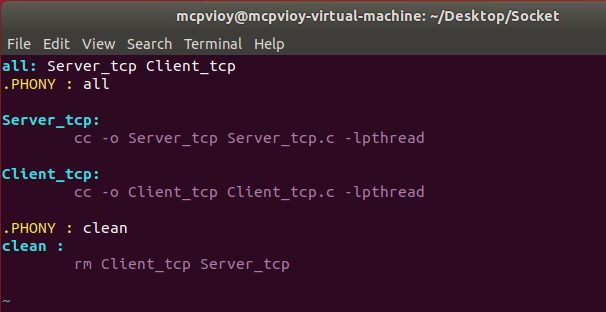 mcpvioy@mcpvioy-virtual-machine: ~/Desktop/Socket
File Edit View Search Terminal Help
all: Server_tcp Client_tcp
.PHONY : all
Server_tcp:
        cc -o Server_tcp Server_tcp.c -lpthread
Client_tcp:
        cc -o Client_tcp Client_tcp.c -lpthread
.PHONY : clean
clean :
        rm Client_tcp Server_tcp
~